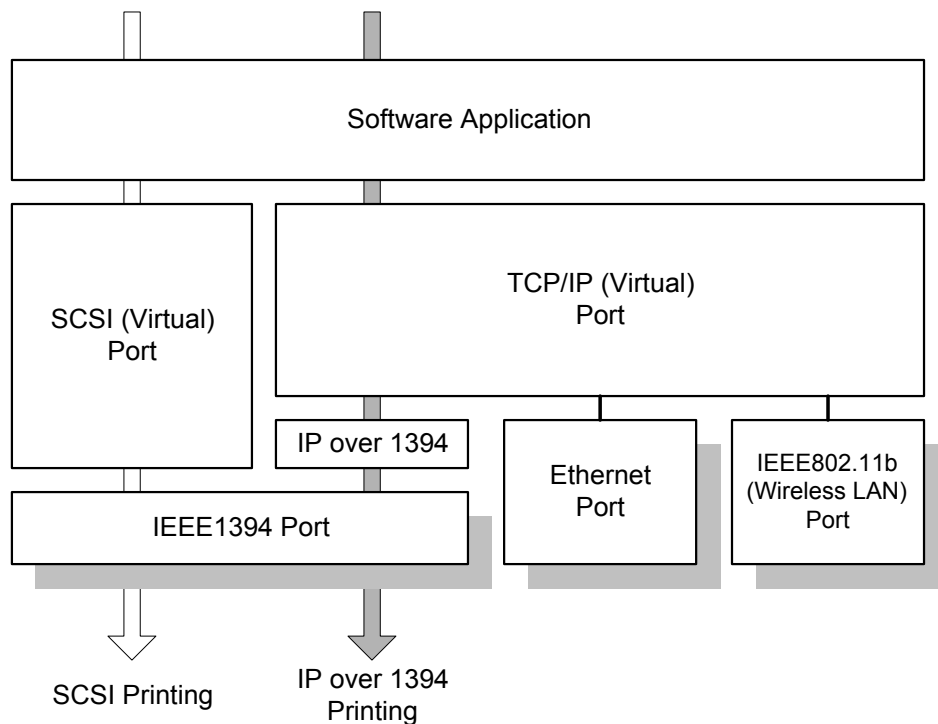 Software Application
SCSI (Virtual)
Port
TCP/IP (Virtual)
Port
IP over 1394
Ethernet
Port
IEEE802.11b
(Wireless LAN)
Port
IEEE1394 Port
SCSI Printing
IP over 1394
Printing